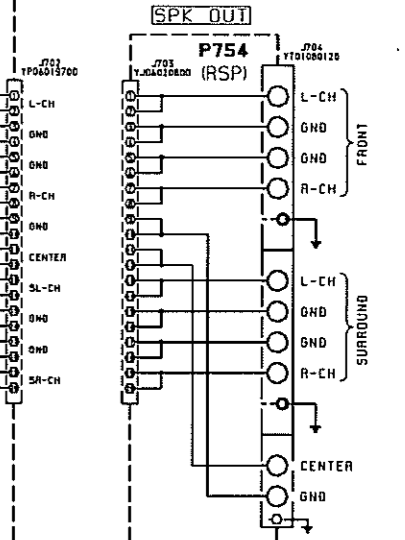 SPK OUT
J702
YP06019700
J703
YJ06020800
P754
(RSP)
J704
YT01080120
L-CH
GND
GND
R-CH
GND
CENTER
SL-CH
GND
GND
SR-CH
L-CH
GND
GND
R-CH
FRONT
L-CH
GND
GND
R-CH
SURROUND
CENTER
GND